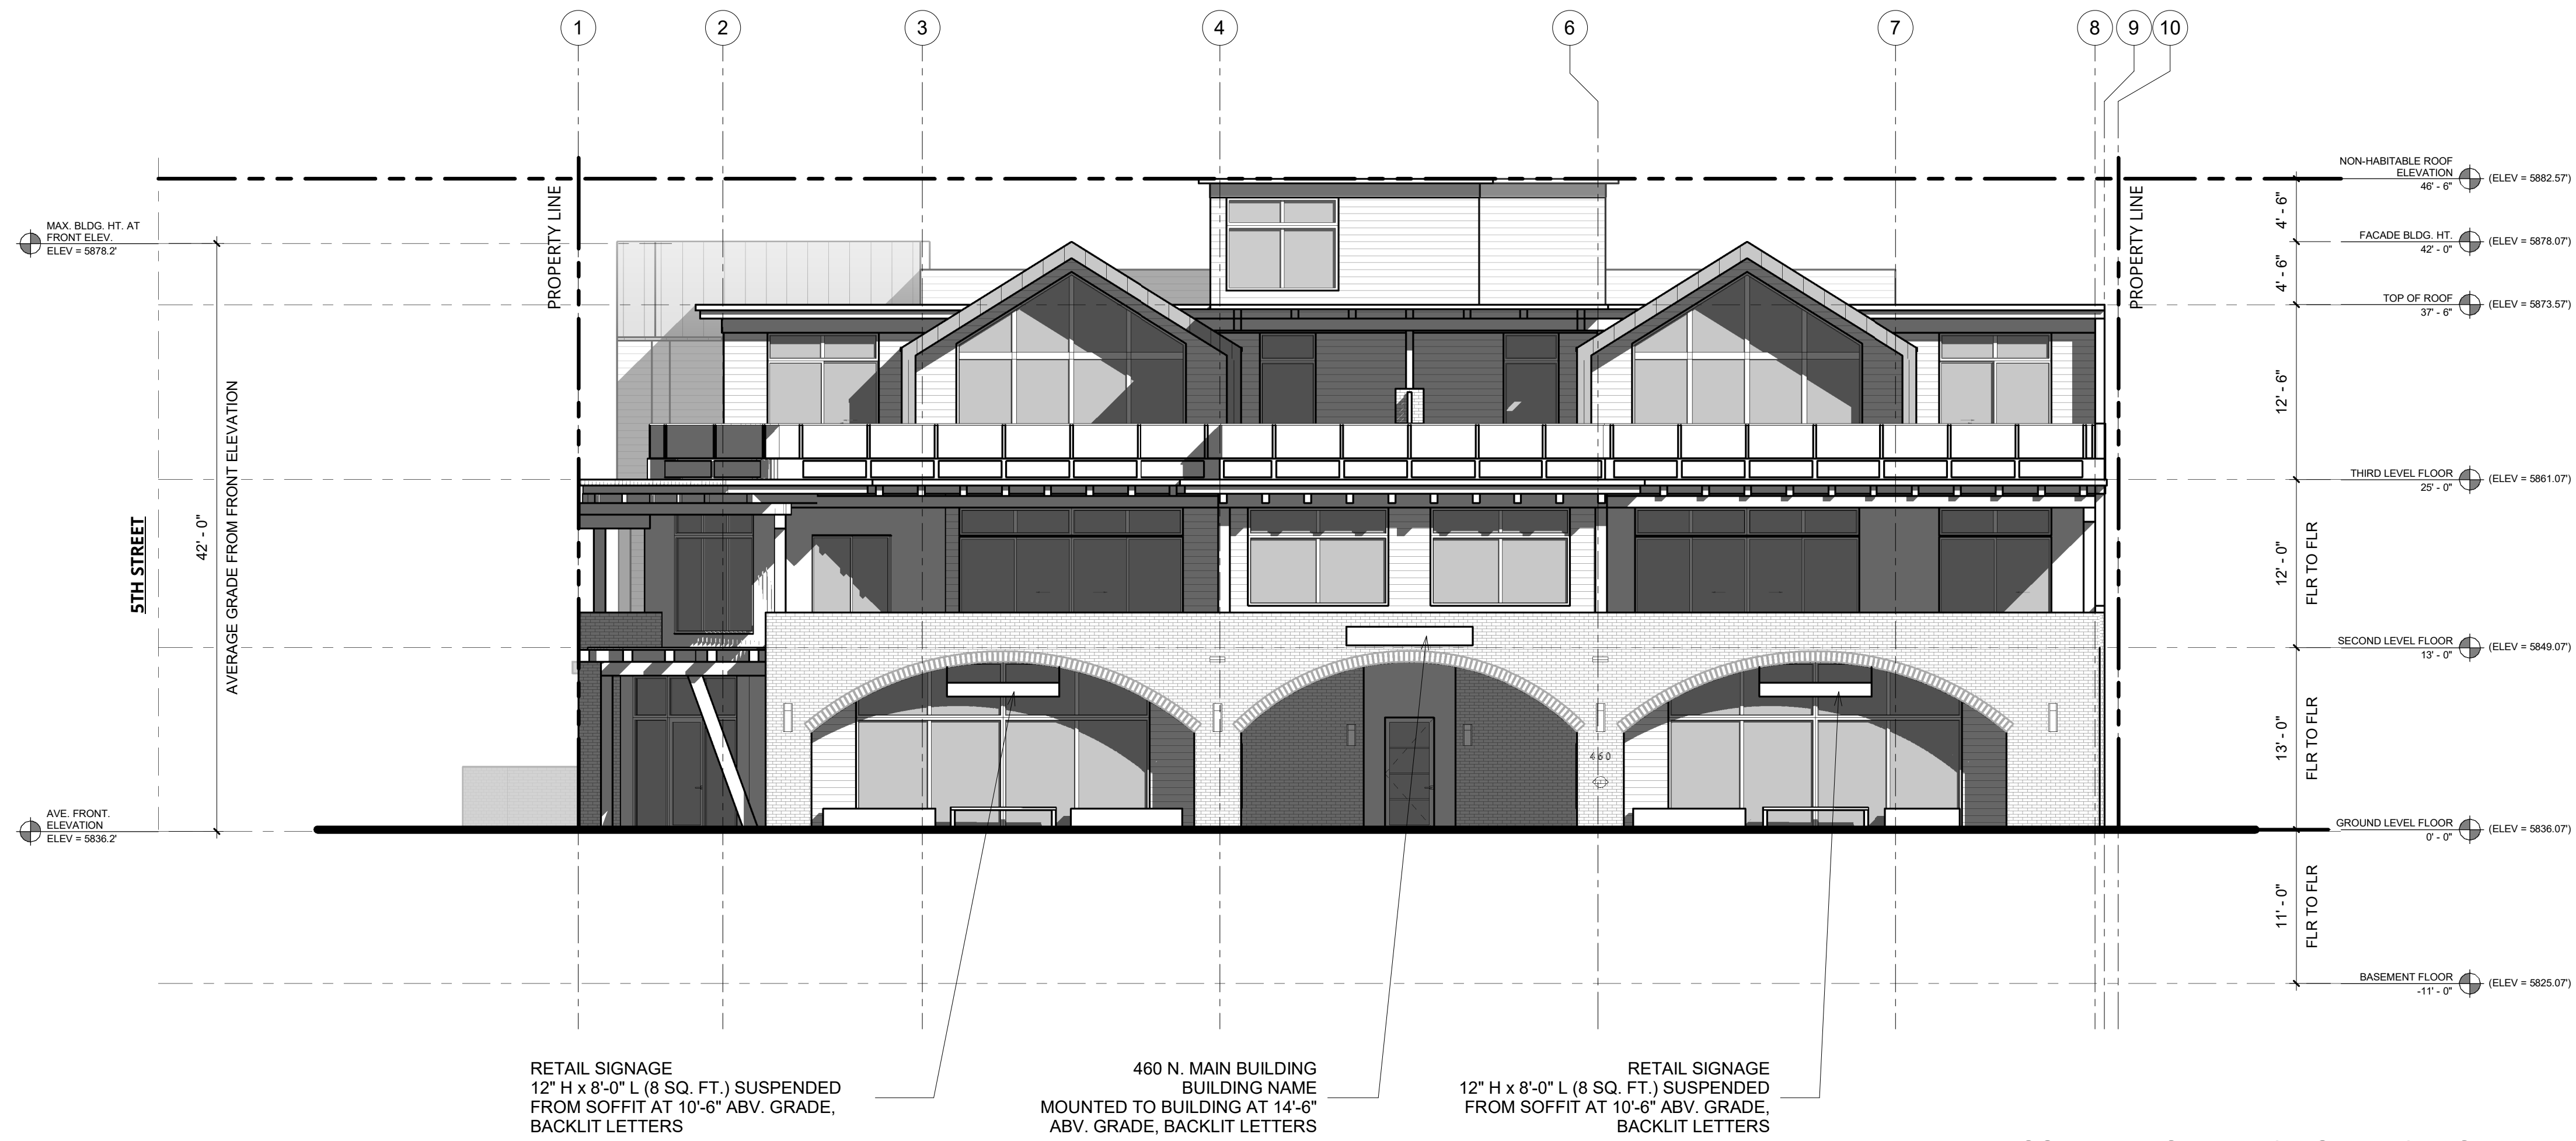 1
2
3
4
6
7
8
9
10
PROPERTY LINE
PROPERTY LINE
MAX. BLDG. HT. AT
FRONT ELEV.
ELEV = 5878.2'
42' - 0"
AVERAGE GRADE FROM FRONT ELEVATION
5TH STREET
AVE. FRONT.
ELEVATION
ELEV = 5836.2'
460
NON-HABITABLE ROOF
ELEVATION
46' - 6"
(ELEV = 5882.57')
4' - 6"
FACADE BLDG. HT.
42' - 0"
(ELEV = 5878.07')
4' - 6"
TOP OF ROOF
37' - 6"
(ELEV = 5873.57')
12' - 6"
THIRD LEVEL FLOOR
25' - 0"
(ELEV = 5861.07')
12' - 0"
FLR TO FLR
SECOND LEVEL FLOOR
13' - 0"
(ELEV = 5849.07')
13' - 0"
FLR TO FLR
GROUND LEVEL FLOOR
0' - 0"
(ELEV = 5836.07')
11' - 0"
FLR TO FLR
BASEMENT FLOOR
-11' - 0"
(ELEV = 5825.07')
RETAIL SIGNAGE
12" H x 8'-0" L (8 SQ. FT.) SUSPENDED
FROM SOFFIT AT 10'-6" ABV. GRADE,
BACKLIT LETTERS
460 N. MAIN BUILDING
BUILDING NAME
MOUNTED TO BUILDING AT 14'-6"
ABV. GRADE, BACKLIT LETTERS
RETAIL SIGNAGE
12" H x 8'-0" L (8 SQ. FT.) SUSPENDED
FROM SOFFIT AT 10'-6" ABV. GRADE,
BACKLIT LETTERS